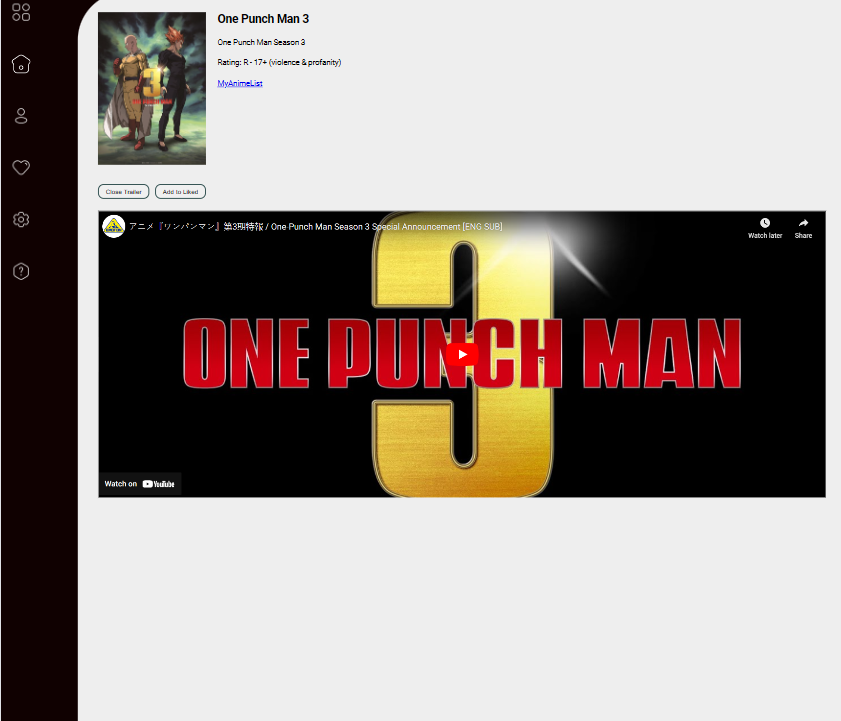 One Punch Man 3
One Punch Man Season 3
Rating: R - 17+ (violence & profanity)
MyAnimeList
3
Close Trailer
Add to Liked
アニメ『ワンパンマン』第3期特報 / One Punch Man Season 3 Special Announcement [ENG SUB]
Watch later
Share
3
ONE PUNCH MAN
Watch on YouTube
?